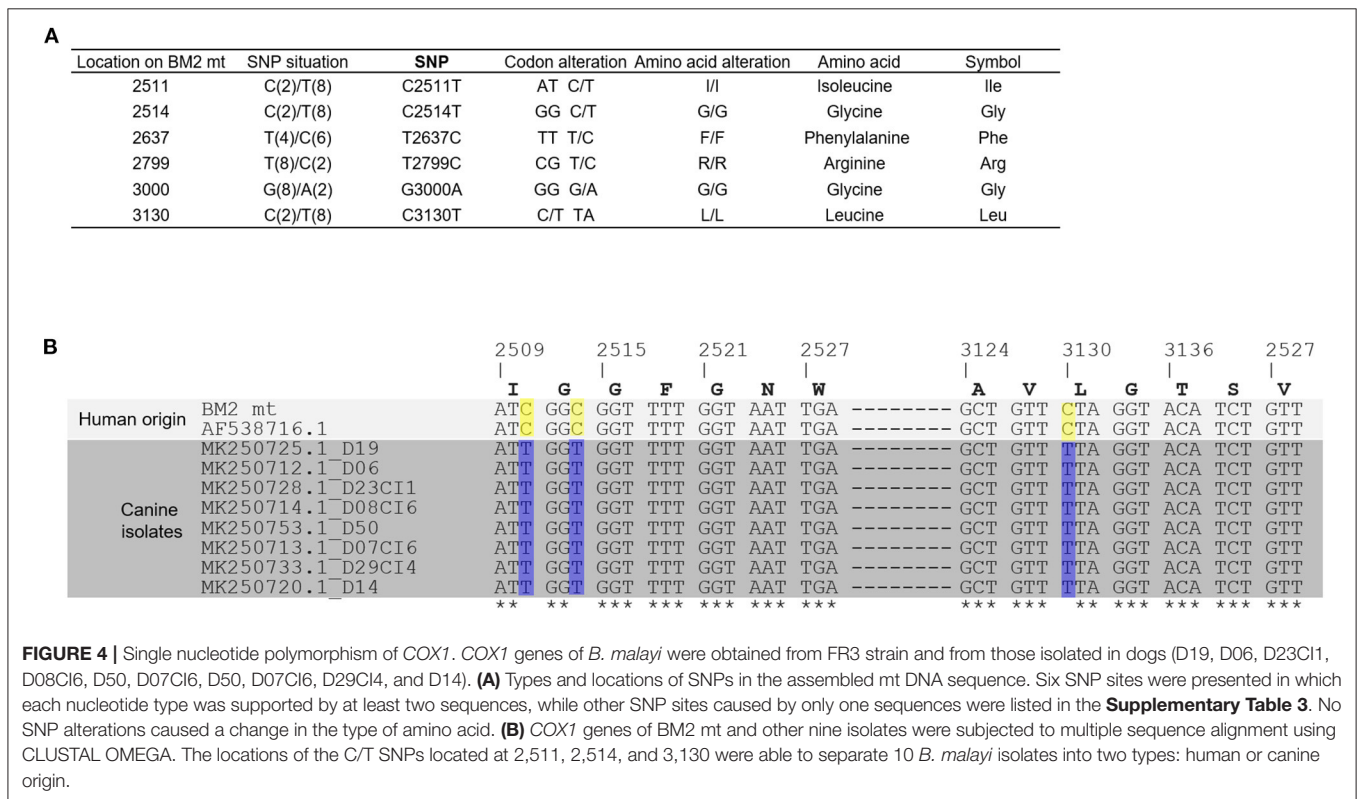 A
Location on BM2 mt SNP situation SNP Codon alteration Amino acid alteration Amino acid Symbol
2511 C(2)/T(8) C2511T AT C/T I/I Isoleucine Ile
2514 C(2)/T(8) C2514T GG C/T G/G Glycine Gly
2637 T(4)/C(6) T2637C TT T/C F/F Phenylalanine Phe
2799 T(8)/C(2) T2799C CG T/C R/R Arginine Arg
3000 G(8)/A(2) G3000A GG G/A G/G Glycine Gly
3130 C(2)/T(8) C3130T C/T TA L/L Leucine Leu
B
2509 2515 2521 2527 3124 3130 3136 2527
| | | | | | | |
I G G F G N W A V L G T S V
Human origin
BM2 mt ATC GGC GGT TTT GGT AAT TGA -------- GCT GTT CTA GGT ACA TCT GTT
AF538716.1 ATC GGC GGT TTT GGT AAT TGA -------- GCT GTT CTA GGT ACA TCT GTT
Canine isolates
MK250725.1_D19 ATT GGT GGT TTT GGT AAT TGA -------- GCT GTT TTA GGT ACA TCT GTT
MK250712.1_D06 ATT GGT GGT TTT GGT AAT TGA -------- GCT GTT TTA GGT ACA TCT GTT
MK250728.1_D23CI1 ATT GGT GGT TTT GGT AAT TGA -------- GCT GTT TTA GGT ACA TCT GTT
MK250714.1_D08CI6 ATT GGT GGT TTT GGT AAT TGA -------- GCT GTT TTA GGT ACA TCT GTT
MK250753.1_D50 ATT GGT GGT TTT GGT AAT TGA -------- GCT GTT TTA GGT ACA TCT GTT
MK250713.1_D07CI6 ATT GGT GGT TTT GGT AAT TGA -------- GCT GTT TTA GGT ACA TCT GTT
MK250733.1_D29CI4 ATT GGT GGT TTT GGT AAT TGA -------- GCT GTT TTA GGT ACA TCT GTT
MK250720.1_D14 ATT GGT GGT TTT GGT AAT TGA -------- GCT GTT TTA GGT ACA TCT GTT
** ** *** *** *** *** *** *** *** ** *** *** *** ***
FIGURE 4 | Single nucleotide polymorphism of COX1. COX1 genes of B. malayi were obtained from FR3 strain and from those isolated in dogs (D19, D06, D23CI1,
D08CI6, D50, D07CI6, D50, D07CI6, D29CI4, and D14). (A) Types and locations of SNPs in the assembled mt DNA sequence. Six SNP sites were presented in which
each nucleotide type was supported by at least two sequences, while other SNP sites caused by only one sequences were listed in the Supplementary Table 3. No
SNP alterations caused a change in the type of amino acid. (B) COX1 genes of BM2 mt and other nine isolates were subjected to multiple sequence alignment using
CLUSTAL OMEGA. The locations of the C/T SNPs located at 2,511, 2,514, and 3,130 were able to separate 10 B. malayi isolates into two types: human or canine
origin.